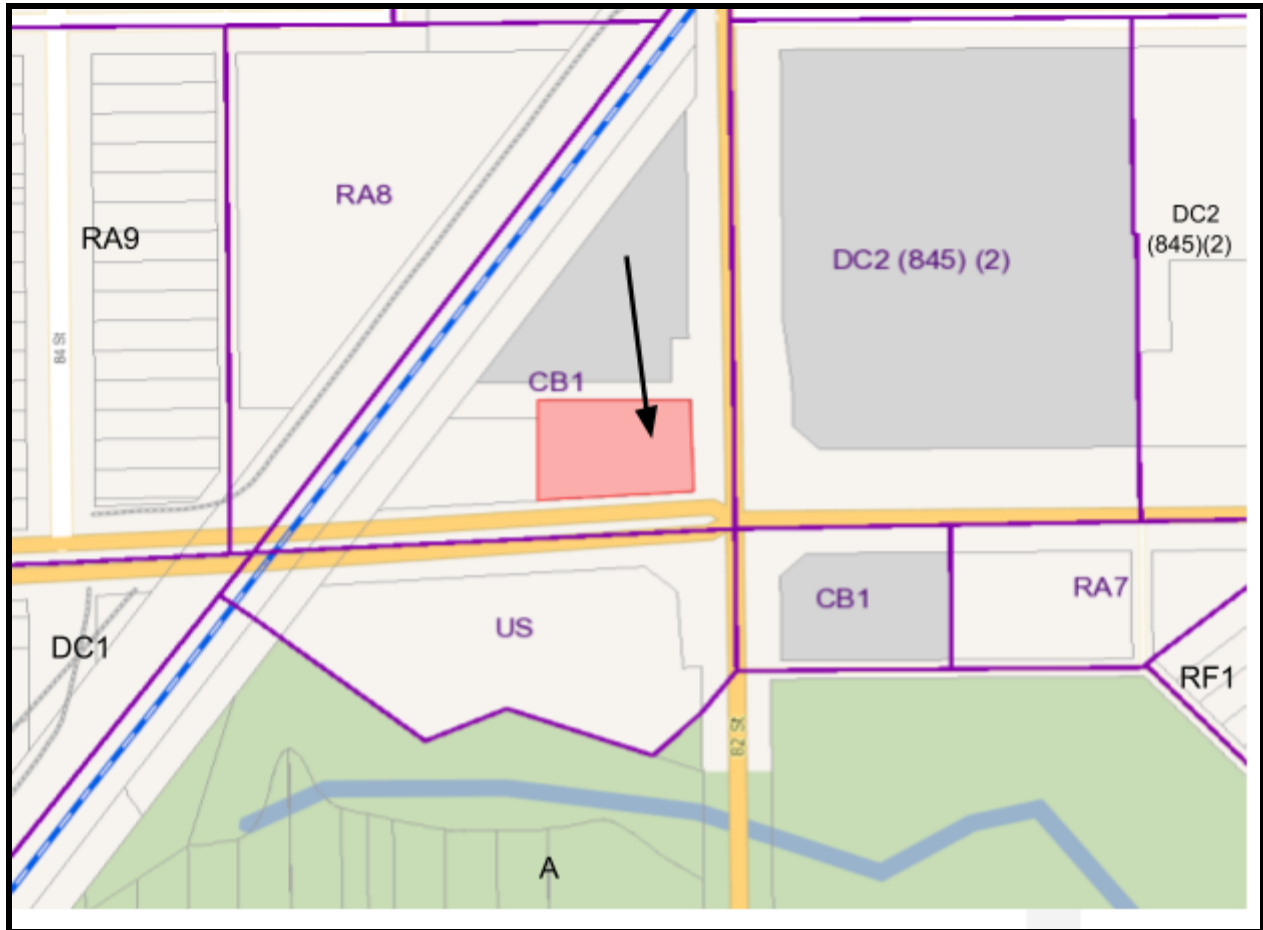 RA8
RA9
DC2
(845)(2)
DC2 (845) (2)
84 St
CB1
CB1
RA7
US
DC1
RF1
82 St
A